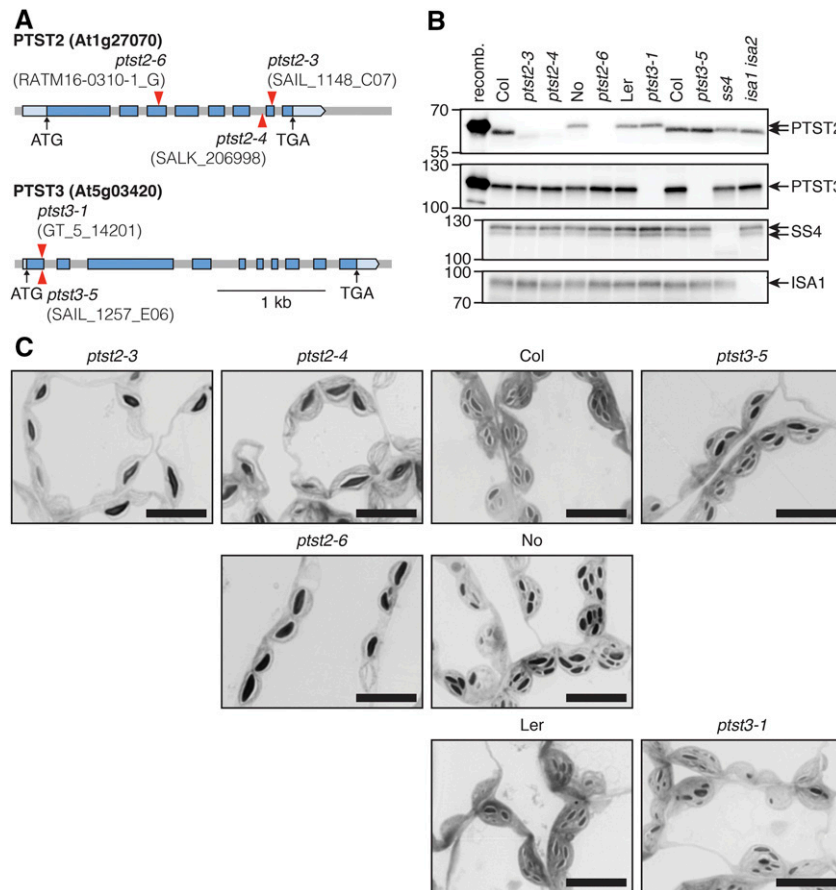 A
PTST2 (At1g27070)
ptst2-6
ptst2-3
(RATM16-0310-1_G)
(SAIL_1148_C07)
ATG
ptst2-4
TGA
(SALK_206998)
PTST3 (At5g03420)
ptst3-1
(GT_5_14201)
ATG
ptst3-5
1 kb
TGA
(SAIL_1257_E06)
B
recomb.
Col
ptst2-3
ptst2-4
No
ptst2-6
Ler
ptst3-1
Col
ptst3-5
ss4
isa1 isa2
70
PTST2
55
130
PTST3
100
130
SS4
100
100
ISA1
70
C
ptst2-3
ptst2-4
Col
ptst3-5
ptst2-6
No
Ler
ptst3-1